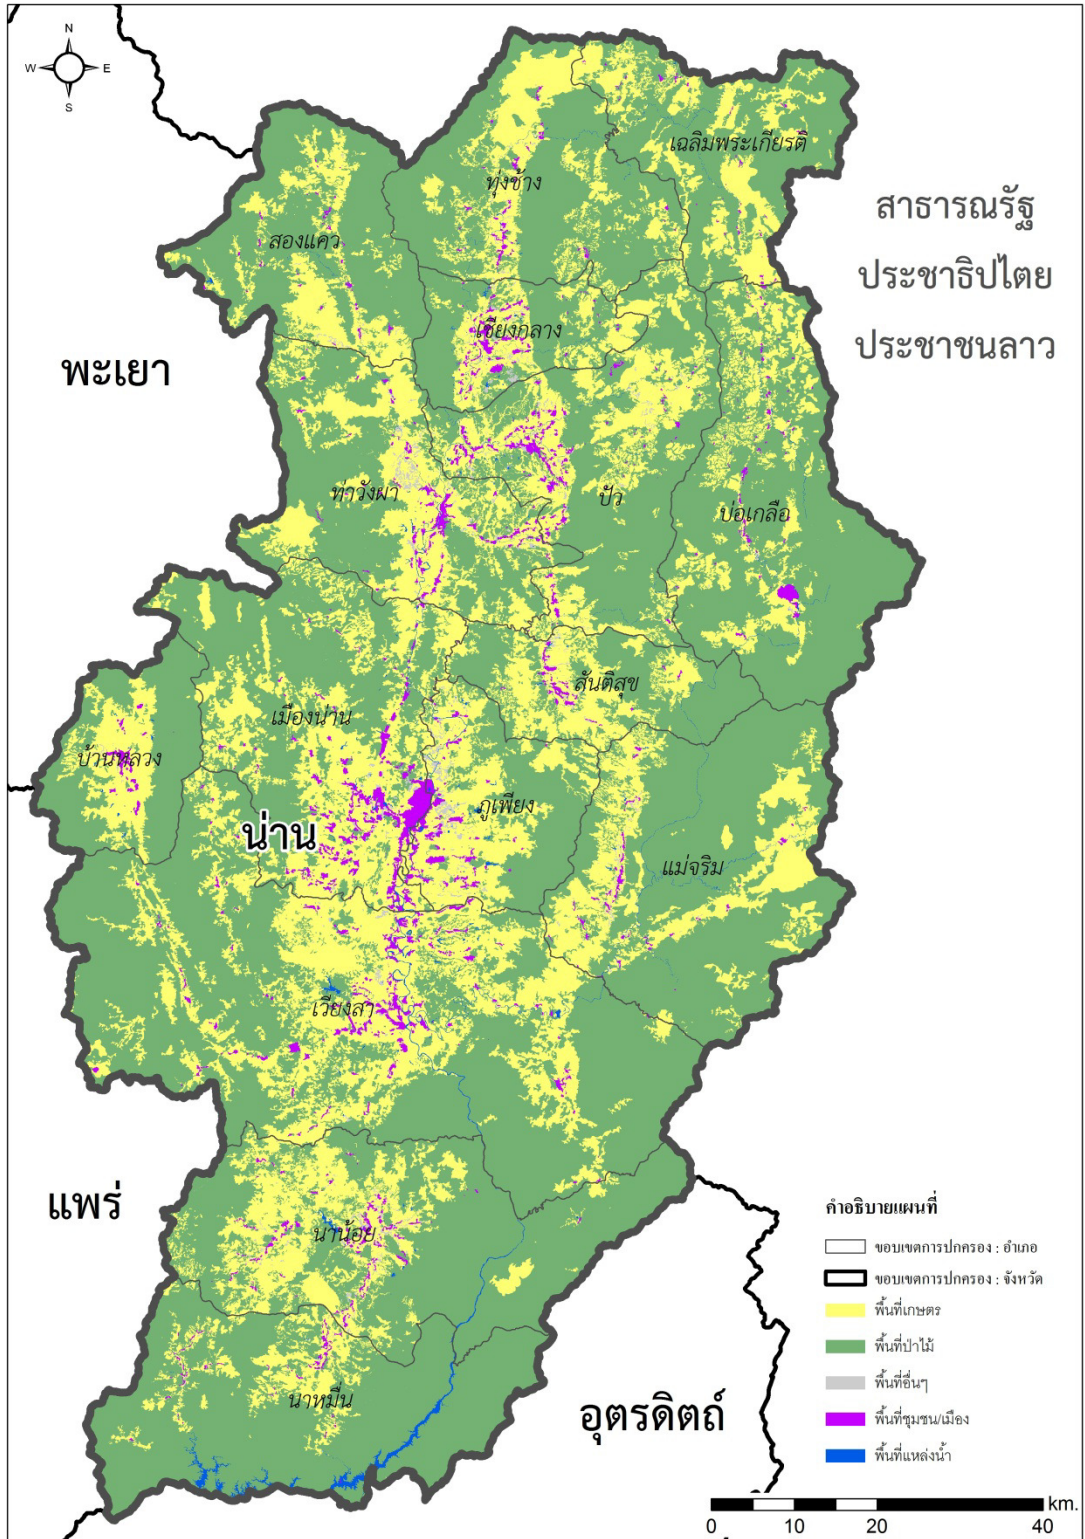 N
W E
S
เฉลิมพระเกียรติ
ทุ่งช้าง
สาธารณรัฐ
ประชาธิปไตย
ประชาชนลาว
สองแคว
เชียงกลาง
พะเยา
ท่าวังผา
ปัว
บ่อเกลือ
สันติสุข
เมืองน่าน
บ้านหลวง
ภูเพียง
น่าน
แม่จริม
เวียงสา
แพร่
นาน้อย
นาหมื่น
อุตรดิตถ์
คำอธิบายแผนที่
ขอบเขตการปกครอง : อำเภอ
ขอบเขตการปกครอง : จังหวัด
พื้นที่เกษตร
พื้นที่ป่าไม้
พื้นที่อื่นๆ
พื้นที่ชุมชน/เมือง
พื้นที่แหล่งน้ำ
km.
0 10 20 40